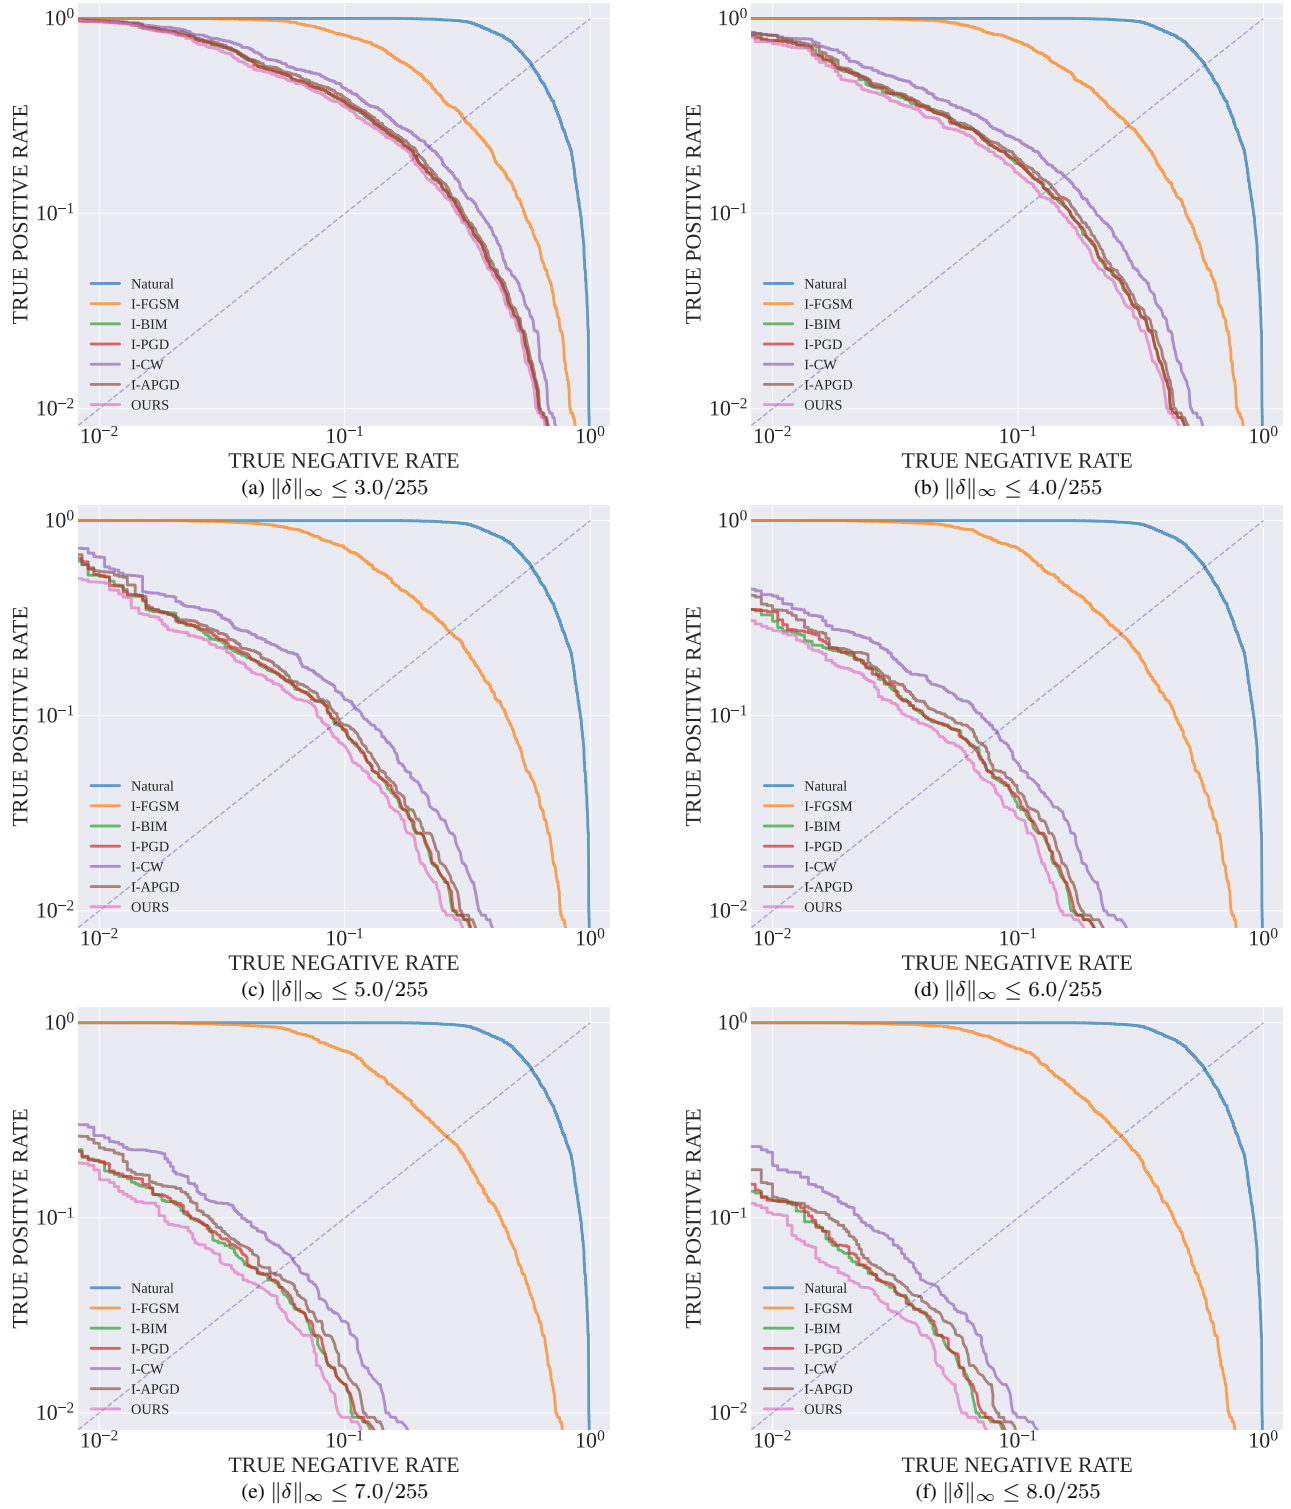 TRUE POSITIVE RATE
10⁰
10⁻¹
10⁻²
Natural
I-FGSM
I-BIM
I-PGD
I-CW
I-APGD
OURS
10⁻² 10⁻¹ 10⁰
TRUE NEGATIVE RATE
(a) ∥δ∥∞ ≤ 3.0/255
TRUE POSITIVE RATE
10⁰
10⁻¹
10⁻²
Natural
I-FGSM
I-BIM
I-PGD
I-CW
I-APGD
OURS
10⁻² 10⁻¹ 10⁰
TRUE NEGATIVE RATE
(b) ∥δ∥∞ ≤ 4.0/255
TRUE POSITIVE RATE
10⁰
10⁻¹
10⁻²
Natural
I-FGSM
I-BIM
I-PGD
I-CW
I-APGD
OURS
10⁻² 10⁻¹ 10⁰
TRUE NEGATIVE RATE
(c) ∥δ∥∞ ≤ 5.0/255
TRUE POSITIVE RATE
10⁰
10⁻¹
10⁻²
Natural
I-FGSM
I-BIM
I-PGD
I-CW
I-APGD
OURS
10⁻² 10⁻¹ 10⁰
TRUE NEGATIVE RATE
(d) ∥δ∥∞ ≤ 6.0/255
TRUE POSITIVE RATE
10⁰
10⁻¹
10⁻²
Natural
I-FGSM
I-BIM
I-PGD
I-CW
I-APGD
OURS
10⁻² 10⁻¹ 10⁰
TRUE NEGATIVE RATE
(e) ∥δ∥∞ ≤ 7.0/255
TRUE POSITIVE RATE
10⁰
10⁻¹
10⁻²
Natural
I-FGSM
I-BIM
I-PGD
I-CW
I-APGD
OURS
10⁻² 10⁻¹ 10⁰
TRUE NEGATIVE RATE
(f) ∥δ∥∞ ≤ 8.0/255